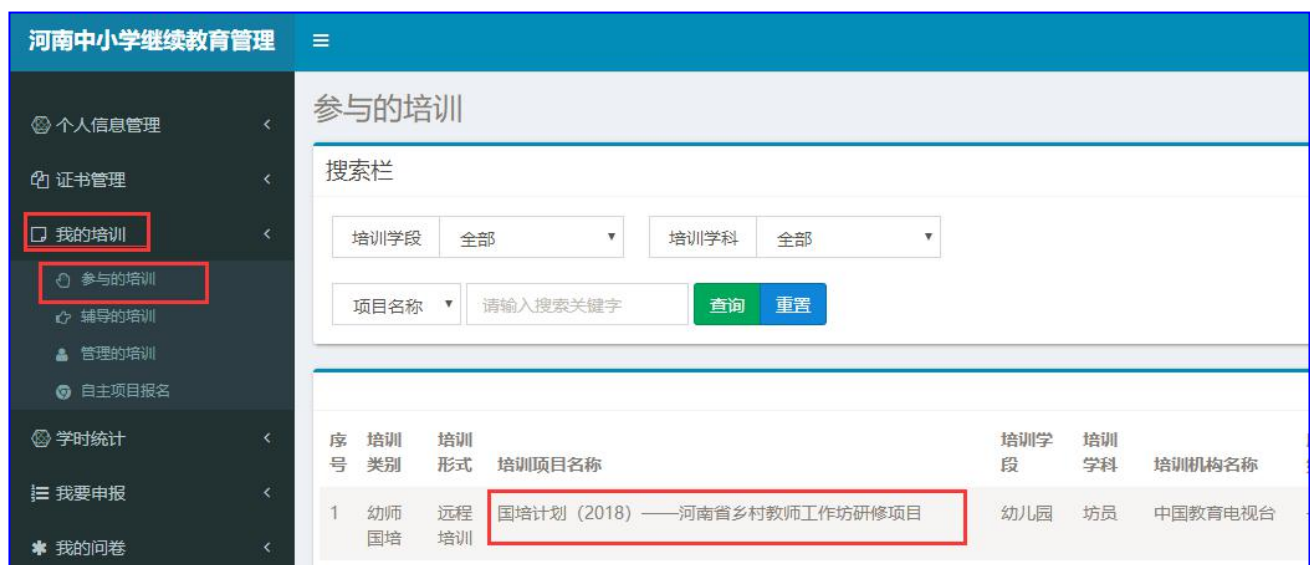 河南中小学继续教育管理
个人信息管理
证书管理
我的培训
参与的培训
辅导的培训
管理的培训
自主项目报名
学时统计
我要申报
我的问卷
参与的培训
搜索栏
培训学段 全部 培训学科 全部
项目名称 请输入搜索关键字 查询 重置
序号 培训类别 培训形式 培训项目名称 培训学段 培训学科 培训机构名称
1 幼师国培 远程培训 国培计划（2018）——河南省乡村教师工作坊研修项目 幼儿园 坊员 中国教育电视台